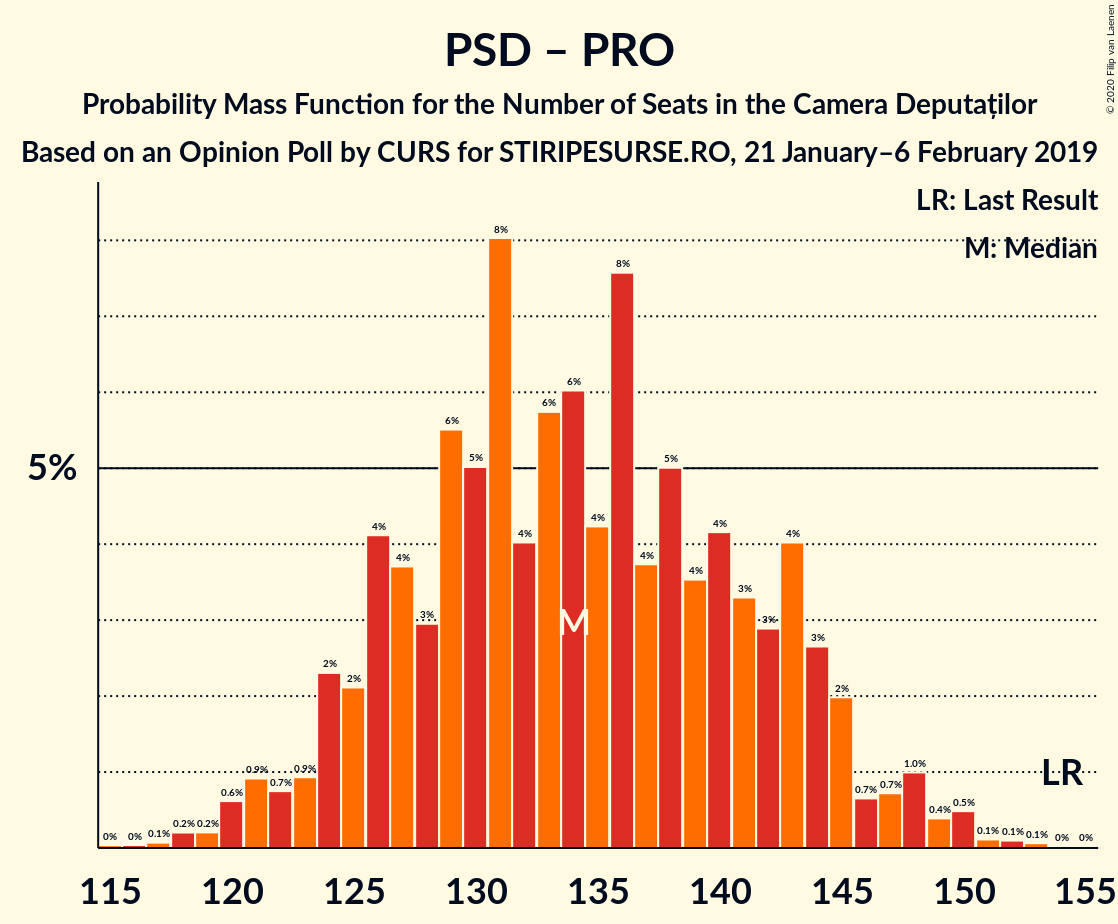 PSD – PRO
Probability Mass Function for the Number of Seats in the Camera Deputaților
Based on an Opinion Poll by CURS for STIRIPESURSE.RO, 21 January–6 February 2019
© 2020 Filip van Laenen
LR: Last Result
M: Median
5%
0% 0% 0.1% 0.2% 0.2% 0.6% 0.9% 0.7% 0.9% 2% 2% 4% 4% 3% 6% 5% 8% 4% 6% 6% 4% 8% 4% 5% 4% 4% 3% 3% 4% 3% 2% 0.7% 0.7% 1.0% 0.4% 0.5% 0.1% 0.1% 0.1% 0% 0%
M
LR
115 120 125 130 135 140 145 150 155